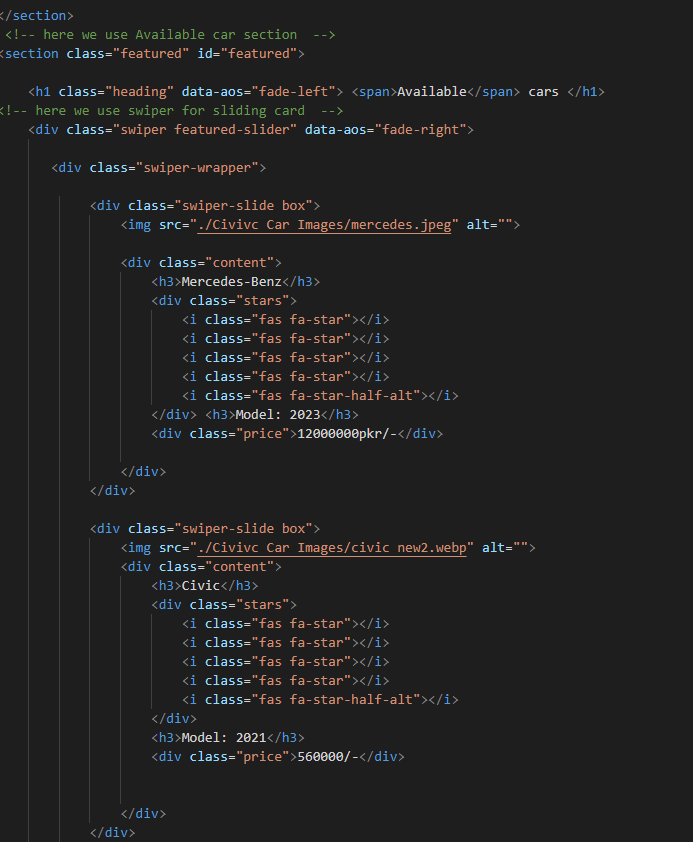 </section>
<!-- here we use Available car section  -->
<section class="featured" id="featured">
<h1 class="heading" data-aos="fade-left"> <span>Available</span> cars </h1>
<!-- here we use swiper for sliding card  -->
<div class="swiper featured-slider" data-aos="fade-right">
<div class="swiper-wrapper">
<div class="swiper-slide box">
<img src="./Civivc Car Images/mercedes.jpeg" alt="">
<div class="content">
<h3>Mercedes-Benz</h3>
<div class="stars">
<i class="fas fa-star"></i>
<i class="fas fa-star"></i>
<i class="fas fa-star"></i>
<i class="fas fa-star"></i>
<i class="fas fa-star-half-alt"></i>
</div> <h3>Model: 2023</h3>
<div class="price">12000000pkr/-</div>
</div>
</div>
<div class="swiper-slide box">
<img src="./Civivc Car Images/civic new2.webp" alt="">
<div class="content">
<h3>Civic</h3>
<div class="stars">
<i class="fas fa-star"></i>
<i class="fas fa-star"></i>
<i class="fas fa-star"></i>
<i class="fas fa-star"></i>
<i class="fas fa-star-half-alt"></i>
</div>
<h3>Model: 2021</h3>
<div class="price">560000/-</div>
</div>
</div>